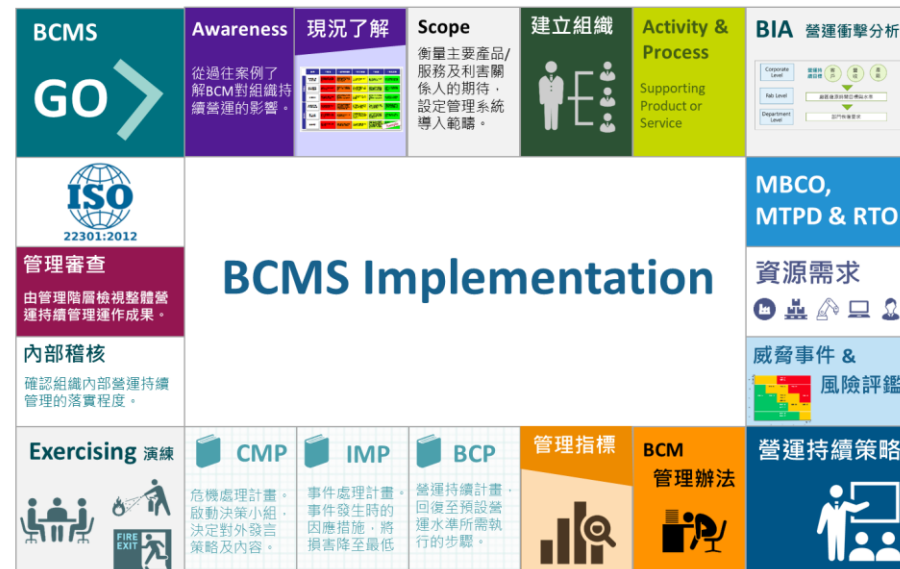 BCMS
GO
Awareness
從過往案例了
解BCM對組織持
續營運的影響。
現況了解
Scope
衡量主要產品/
服務及利害關
係人的期待，
設定管理系統
導入範疇。
建立組織
Activity &
Process
Supporting
Product or
Service
BIA 營運衝擊分析
Corporate
Level
Fab Level
Department
Level
MBCO,
MTPD & RTO
資源需求
威脅事件 &
風險評鑑
營運持續策略
BCM
管理辦法
管理指標
BCP
營運持續計畫，
回復至預設營
運水準所需執
行的步驟。
IMP
事件處理計畫。
事件發生時的
因應措施，將
損害降至最低
CMP
危機處理計畫。
啟動決策小組，
決定對外發言
策略及內容。
Exercising 演練
FIRE
EXIT
內部稽核
確認組織內部營運持續
管理的落實程度。
管理審查
由管理階層檢視整體營
運持續管理運作成果。
ISO
22301:2012
BCMS Implementation